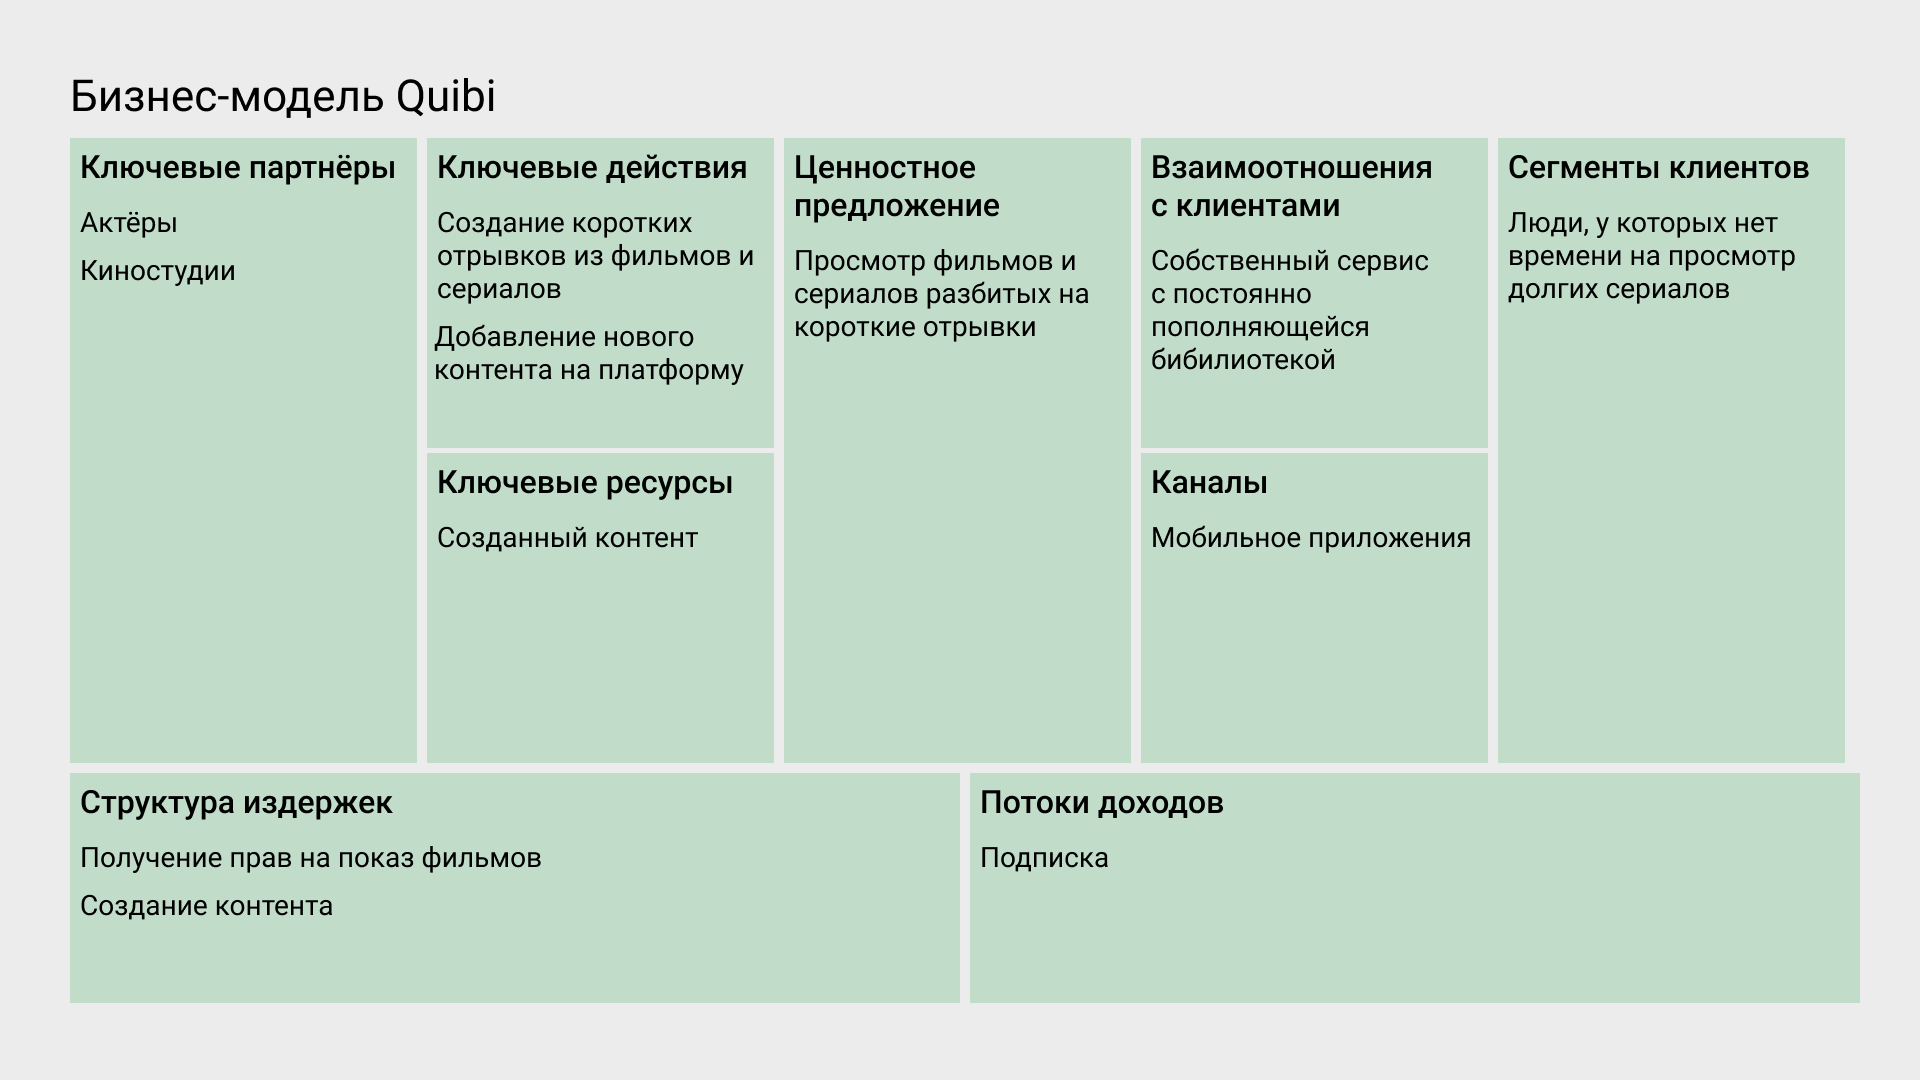 Бизнес-модель Quibi
Ключевые партнёры
Актёры
Киностудии
Ключевые действия
Создание коротких
отрывков из фильмов и
сериалов
Добавление нового
контента на платформу
Ключевые ресурсы
Созданный контент
Ценностное
предложение
Просмотр фильмов и
сериалов разбитых на
короткие отрывки
Взаимоотношения
с клиентами
Собственный сервис
с постоянно
пополняющейся
бибилиотекой
Каналы
Мобильное приложения
Сегменты клиентов
Люди, у которых нет
времени на просмотр
долгих сериалов
Структура издержек
Получение прав на показ фильмов
Создание контента
Потоки доходов
Подписка